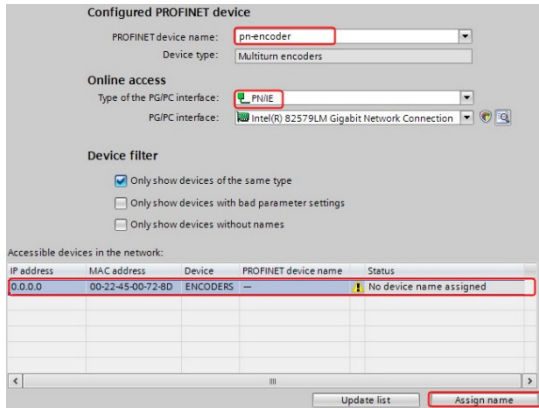 Configured PROFINET device
PROFINET device name: pn-encoder
Device type: Multiturn encoders
Online access
Type of the PG/PC interface: PN/IE
PG/PC interface: Intel(R) 82579LM Gigabit Network Connection
Device filter
Only show devices of the same type
Only show devices with bad parameter settings
Only show devices without names
Accessible devices in the network:
IP address MAC address Device PROFINET device name Status
0.0.0.0 00-22-45-00-72-8D ENCODERS — No device name assigned
Update list Assign name